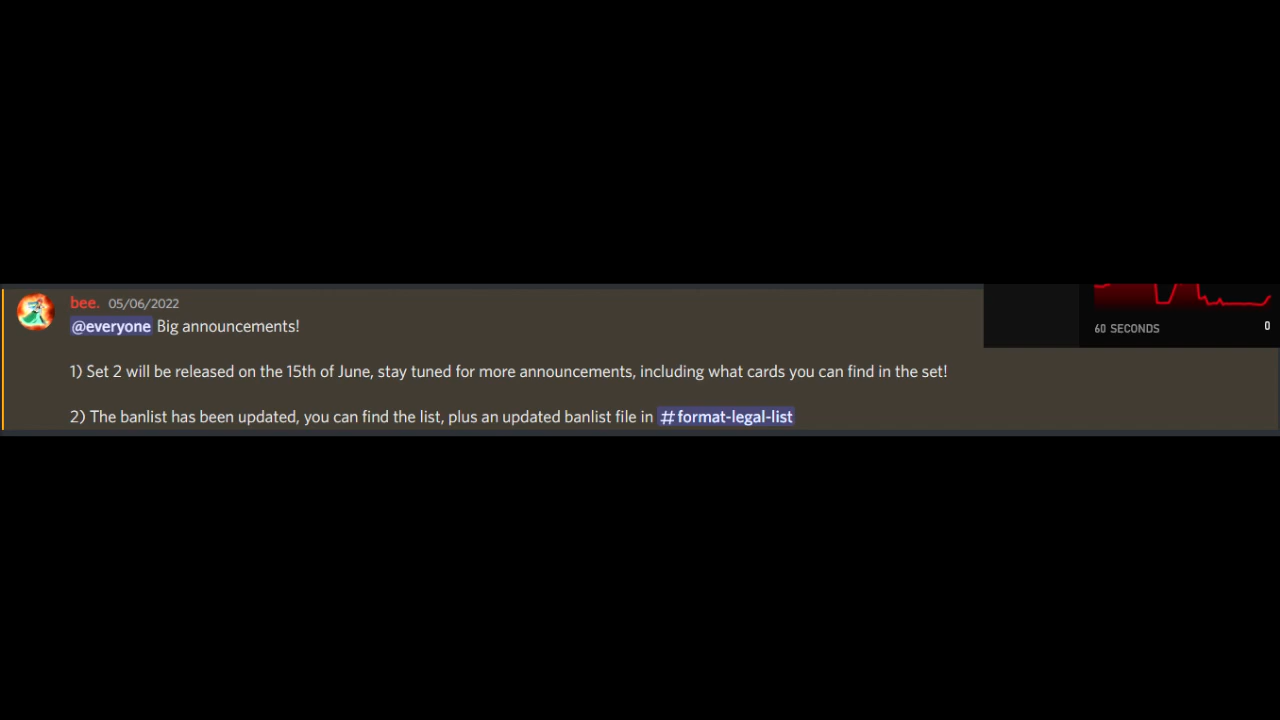 bee. 05/06/2022
@everyone Big announcements!
1) Set 2 will be released on the 15th of June, stay tuned for more announcements, including what cards you can find in the set!
2) The banlist has been updated, you can find the list, plus an updated banlist file in #format-legal-list
60 SECONDS 0